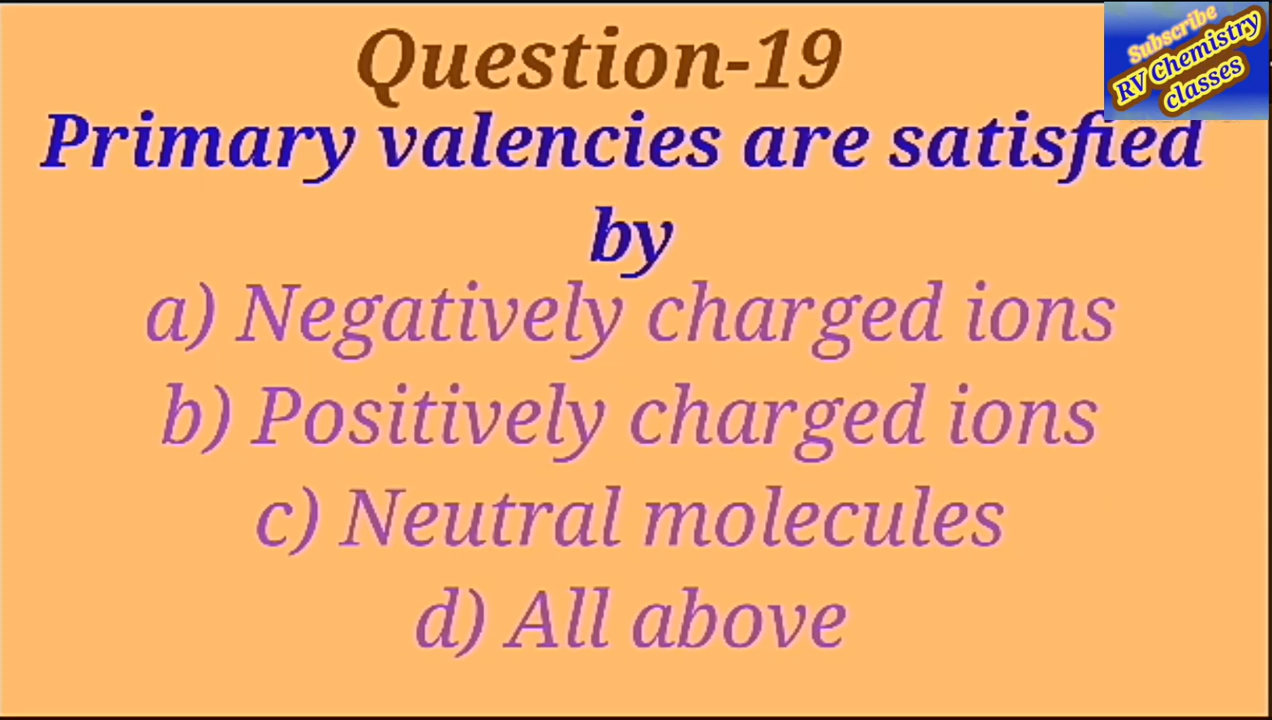 Question-19
Subscribe
RV Chemistry
classes
Primary valencies are satisfied
by
a) Negatively charged ions
b) Positively charged ions
c) Neutral molecules
d) All above